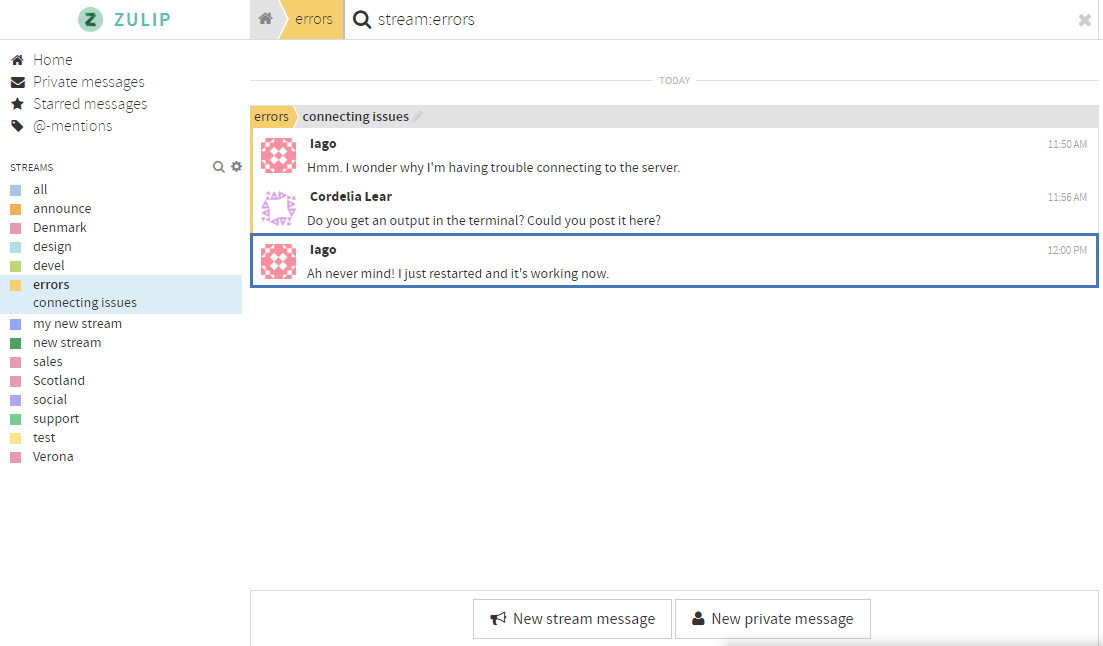 Z ZULIP
errors stream:errors
Home
Private messages
Starred messages
@-mentions
STREAMS
all
announce
Denmark
design
devel
errors
connecting issues
my new stream
new stream
sales
Scotland
social
support
test
Verona
TODAY
errors connecting issues
Iago 11:50 AM
Hmm. I wonder why I'm having trouble connecting to the server.
Cordelia Lear 11:56 AM
Do you get an output in the terminal? Could you post it here?
Iago 12:00 PM
Ah never mind! I just restarted and it's working now.
New stream message New private message